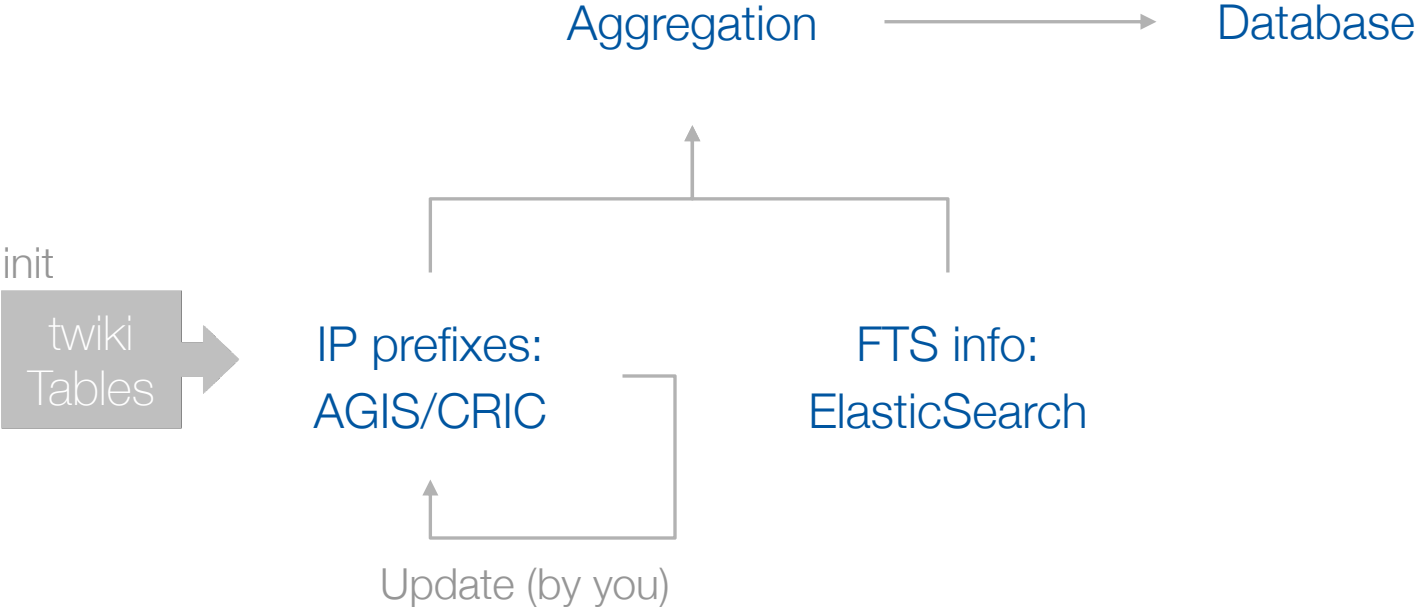 Aggregation
Database
init
twiki
Tables
IP prefixes:
AGIS/CRIC
FTS info:
ElasticSearch
Update (by you)